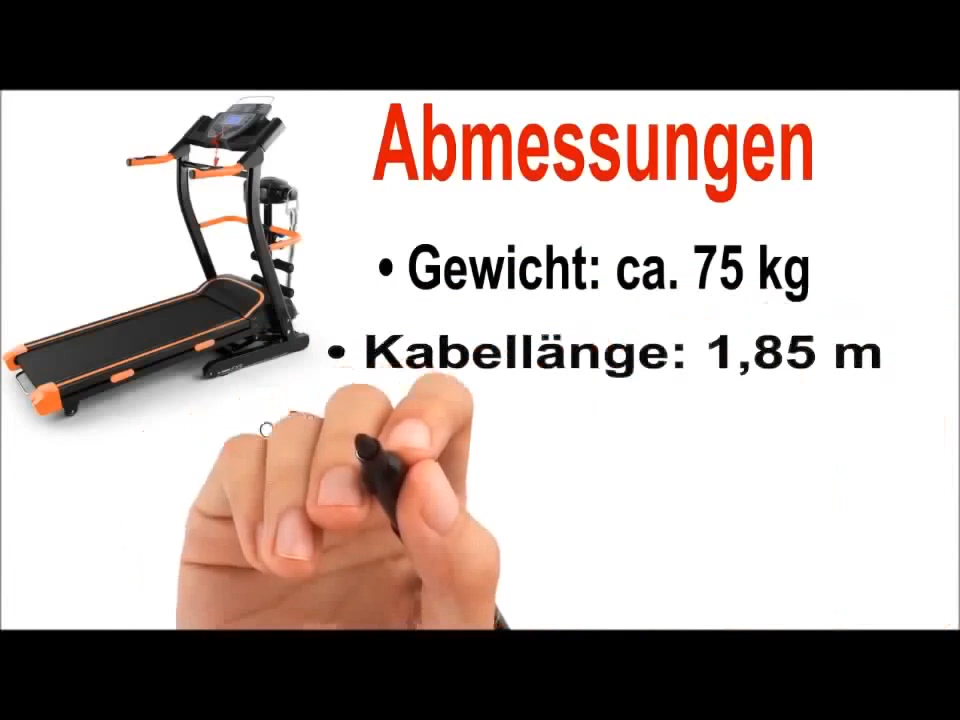 Abmessungen
• Gewicht: ca. 75 kg
• Kabellänge: 1,85 m